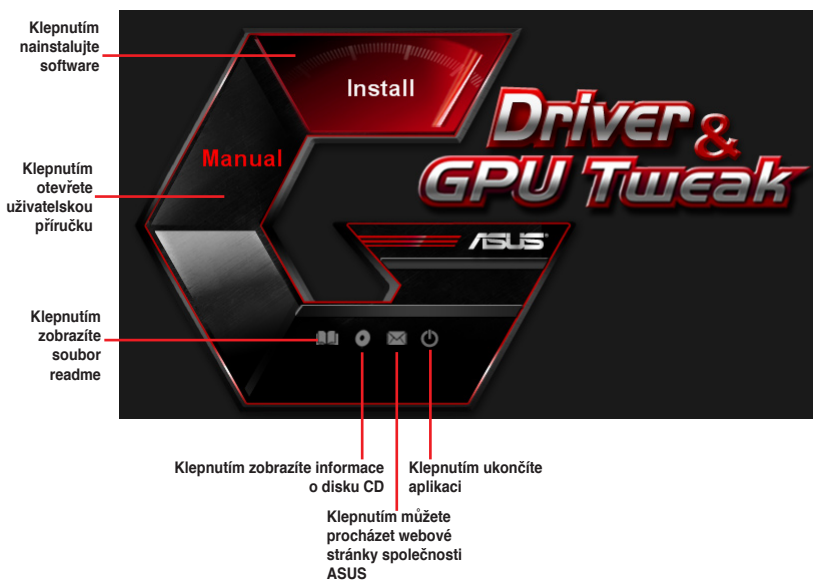 Klepnutím
nainstalujte
software
Install
Driver &
GPU Tweak
Manual
Klepnutím
otevřete
uživatelskou
příručku
ASUS
Klepnutím
zobrazíte
soubor
readme
Klepnutím zobrazíte informace
o disku CD
Klepnutím ukončíte
aplikaci
Klepnutím můžete
procházet webové
stránky společnosti
ASUS